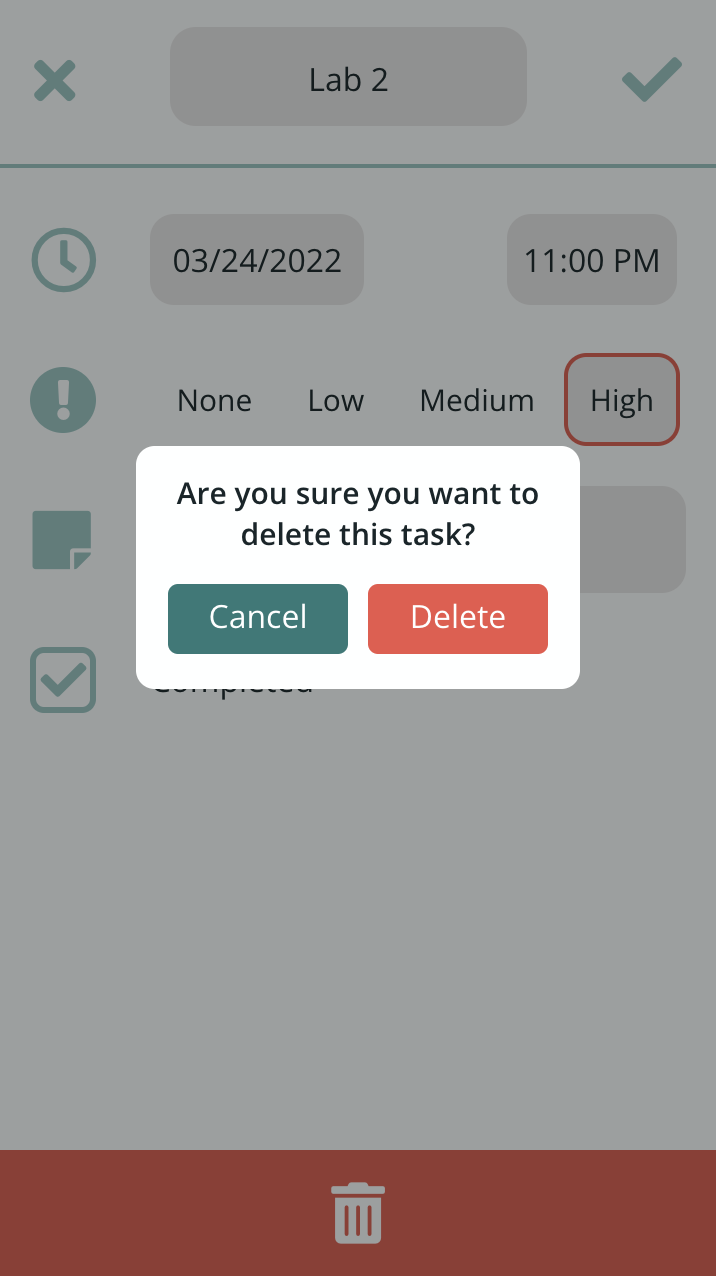 Lab 2
03/24/2022
11:00 PM
None
Low
Medium
High
Are you sure you want to
delete this task?
Cancel
Delete
Completed